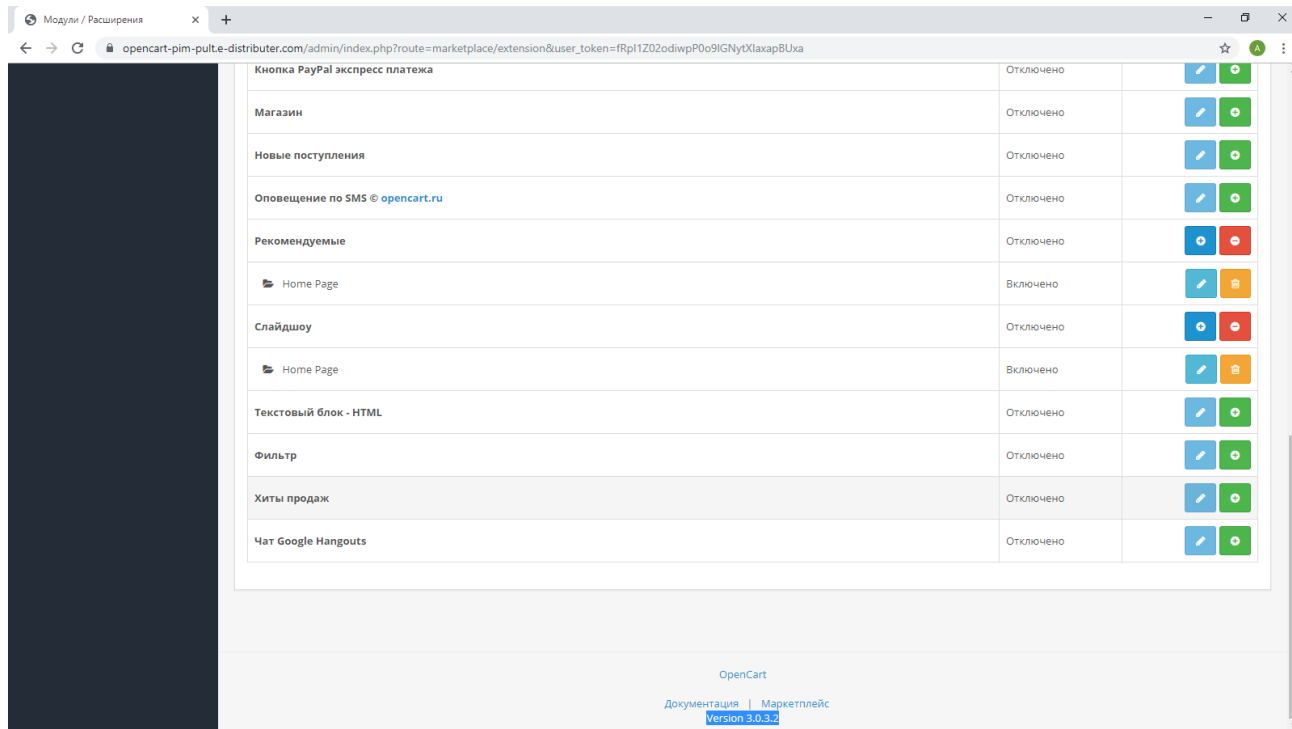 Модули / Расширения
opencart-pim-pult.e-distributer.com/admin/index.php?route=marketplace/extension&user_token=fRpI1Z02odiwpP0o9lGNytXlaxapBUxa
A
Кнопка PayPal экспресс платежа Отключено
Магазин Отключено
Новые поступления Отключено
Оповещение по SMS © opencart.ru Отключено
Рекомендуемые Отключено
Home Page Включено
Слайдшоу Отключено
Home Page Включено
Текстовый блок - HTML Отключено
Фильтр Отключено
Хиты продаж Отключено
Чат Google Hangouts Отключено
OpenCart
Документация | Маркетплейс
Version 3.0.3.2